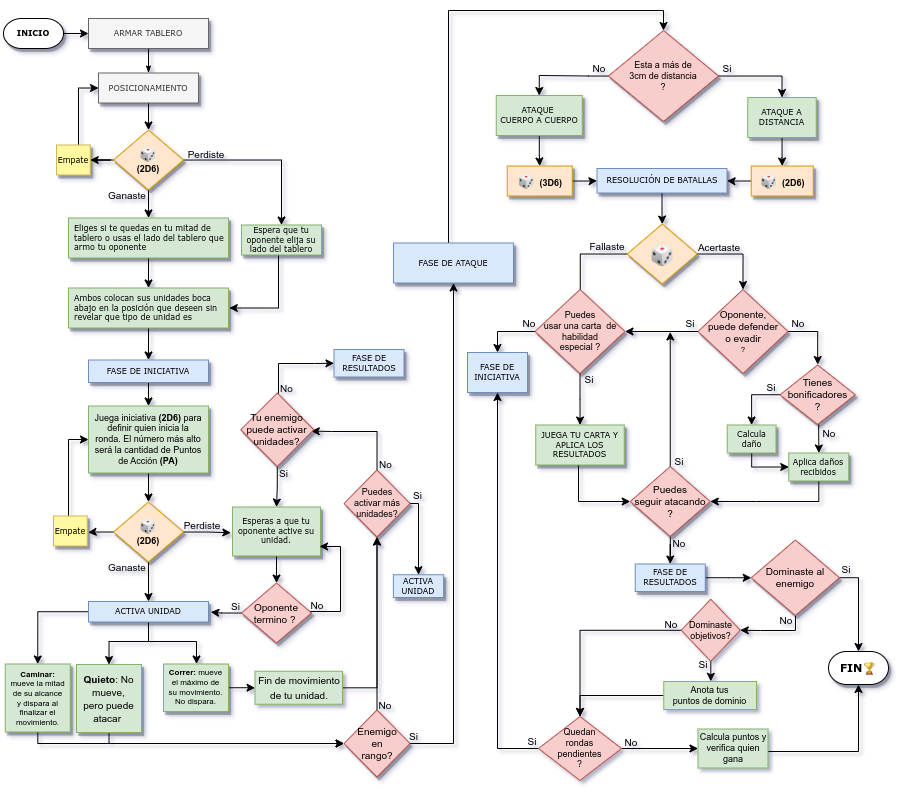 INICIO
ARMAR TABLERO
POSICIONAMIENTO
Empate
(2D6)
Perdiste
Ganaste
Eliges si te quedas en tu mitad de
tablero o usas el lado del tablero que
armo tu oponente
Espera que tu
oponente elija su
lado del tablero
Ambos colocan sus unidades boca
abajo en la posición que deseen sin
revelar que tipo de unidad es
FASE DE INICIATIVA
Juega iniciativa (2D6) para
definir quien inicia la
ronda. El número más alto
será la cantidad de Puntos
de Acción (PA)
Empate
(2D6)
Perdiste
Ganaste
ACTIVA UNIDAD
Caminar:
mueve la mitad
de su alcance
y dispara al
finalizar el
movimiento.
Quieto: No
mueve,
pero puede
atacar
Correr: mueve
el máximo de
su movimiento.
No dispara.
Fin de movimiento
de tu unidad.
FASE DE
RESULTADOS
No
Tu enemigo
puede activar
unidades?
Si
Esperas a que tu
oponente active su
unidad.
Oponente
termino ?
Si
No
No
Puedes
activar más
unidades?
Si
ACTIVA
UNIDAD
No
Enemigo
en
rango?
Si
FASE DE ATAQUE
Esta a más de
3cm de distancia
?
No
Si
ATAQUE
CUERPO A CUERPO
ATAQUE A
DISTANCIA
(3D6)
RESOLUCIÓN DE BATALLAS
(2D6)
Fallaste
Acertaste
Puedes
usar una carta de
habilidad
especial ?
No
Si
Si
Oponente,
puede defender
o evadir
?
No
FASE DE
INICIATIVA
Tienes
bonificadores
?
Si
No
JUEGA TU CARTA Y
APLICA LOS
RESULTADOS
Calcula
daño
Aplica daños
recibidos
Si
Puedes
seguir atacando
?
No
FASE DE
RESULTADOS
Dominaste al
enemigo
Si
No
Dominaste
objetivos?
No
Si
FIN
Anota tus
puntos de dominio
Quedan
rondas
pendientes
?
Si
No
Calcula puntos y
verifica quien
gana